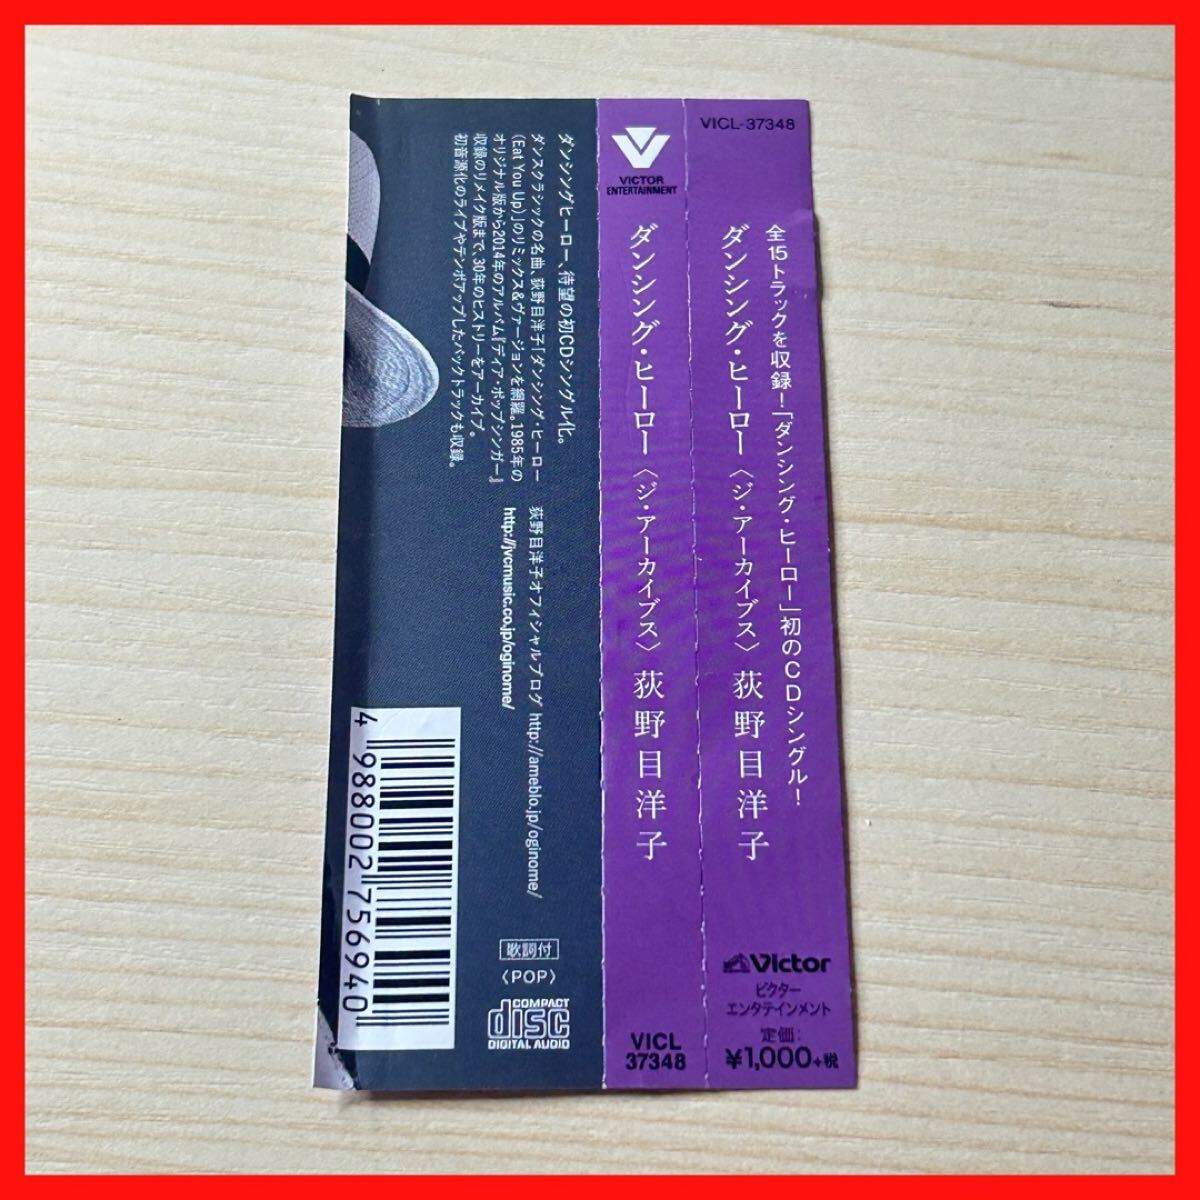 VICL-37348
全15トラックを収録！「ダンシング・ヒーロー」初のCDシングル！
ダンシング・ヒーロー〈ジ・アーカイブス〉荻野目洋子
Victor
ビクター
エンタテインメント
定価:
¥1,000+税
VICTOR
ENTERTAINMENT
ダンシング・ヒーロー〈ジ・アーカイブス〉荻野目洋子
VICL
37348
ダンシングヒーロー、待望の初CDシングル化。
ダンスクラシックの名曲、荻野目洋子「ダンシング・ヒーロー
(Eat You Up)」のリミックス&ヴァージョンを網羅。1985年の
オリジナル版から2014年のアルバム『ディア・ポップシンガー』
収録のリメイク版まで、30年のヒストリーをアーカイブ。
初音源化のライブやテンポアップしたバックトラックも収録。
荻野目洋子オフィシャルブログ http://ameblo.jp/oginome/
http://jvcmusic.co.jp/oginome/
歌詞付
〈POP〉
COMPACT
disc
DIGITAL AUDIO
4 988002 756940